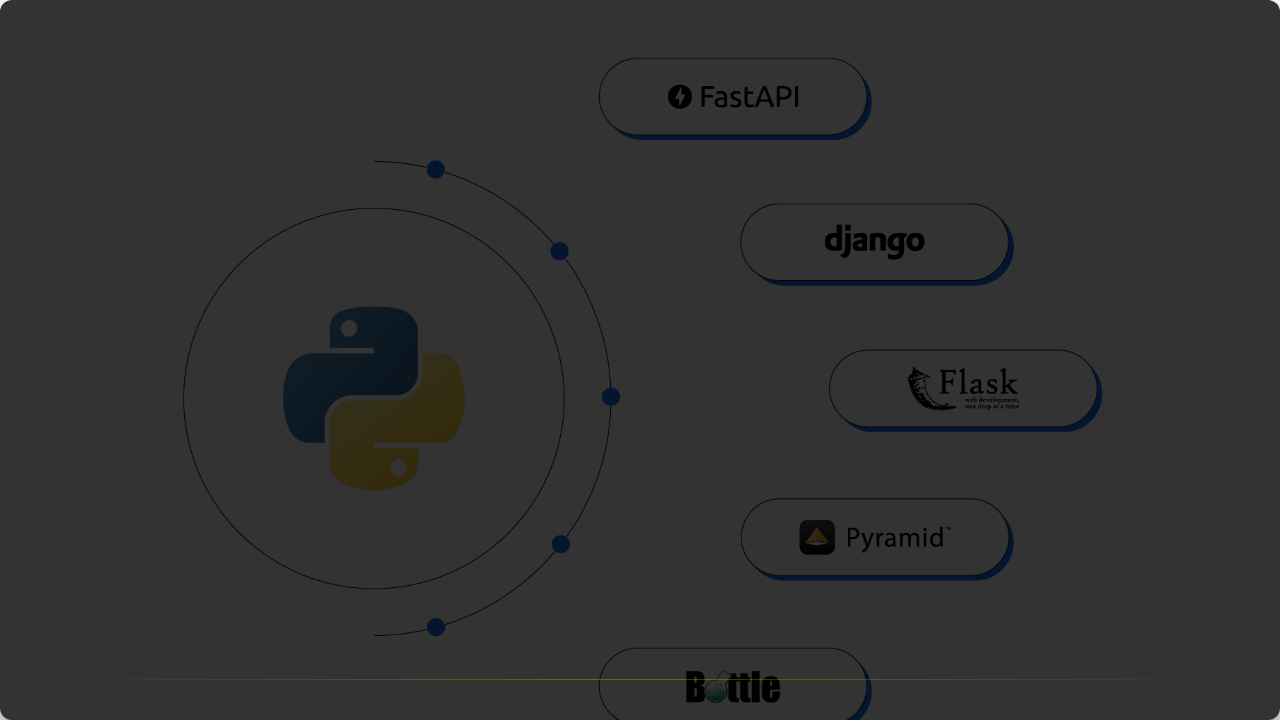 FastAPI
django
Flask
web development,
one drop at a time
Pyramid™
Bottle